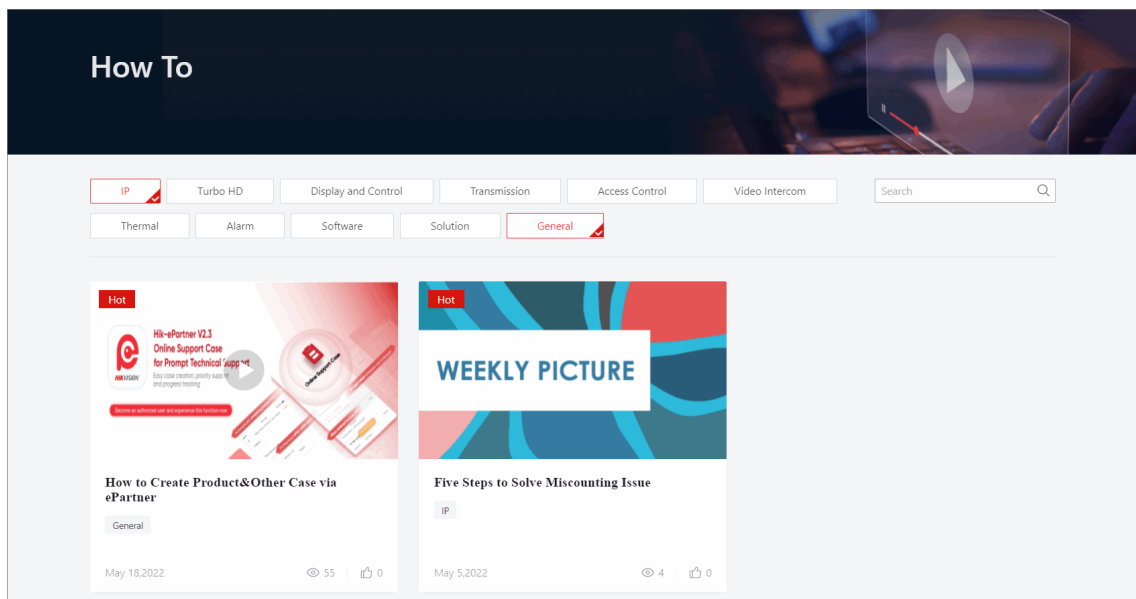 How To
IP
Turbo HD
Display and Control
Transmission
Access Control
Video Intercom
Search
Thermal
Alarm
Software
Solution
General
Hot
Hik-ePartner V2.3
Online Support Case
for Prompt Technical Support
Easy case creation, priority support
and progress tracking
HIKVISION
Become an authorized user and experience this function now
Online Support Case
How to Create Product&Other Case via
ePartner
General
May 18,2022
55
0
Hot
WEEKLY PICTURE
Five Steps to Solve Miscounting Issue
IP
May 5,2022
4
0